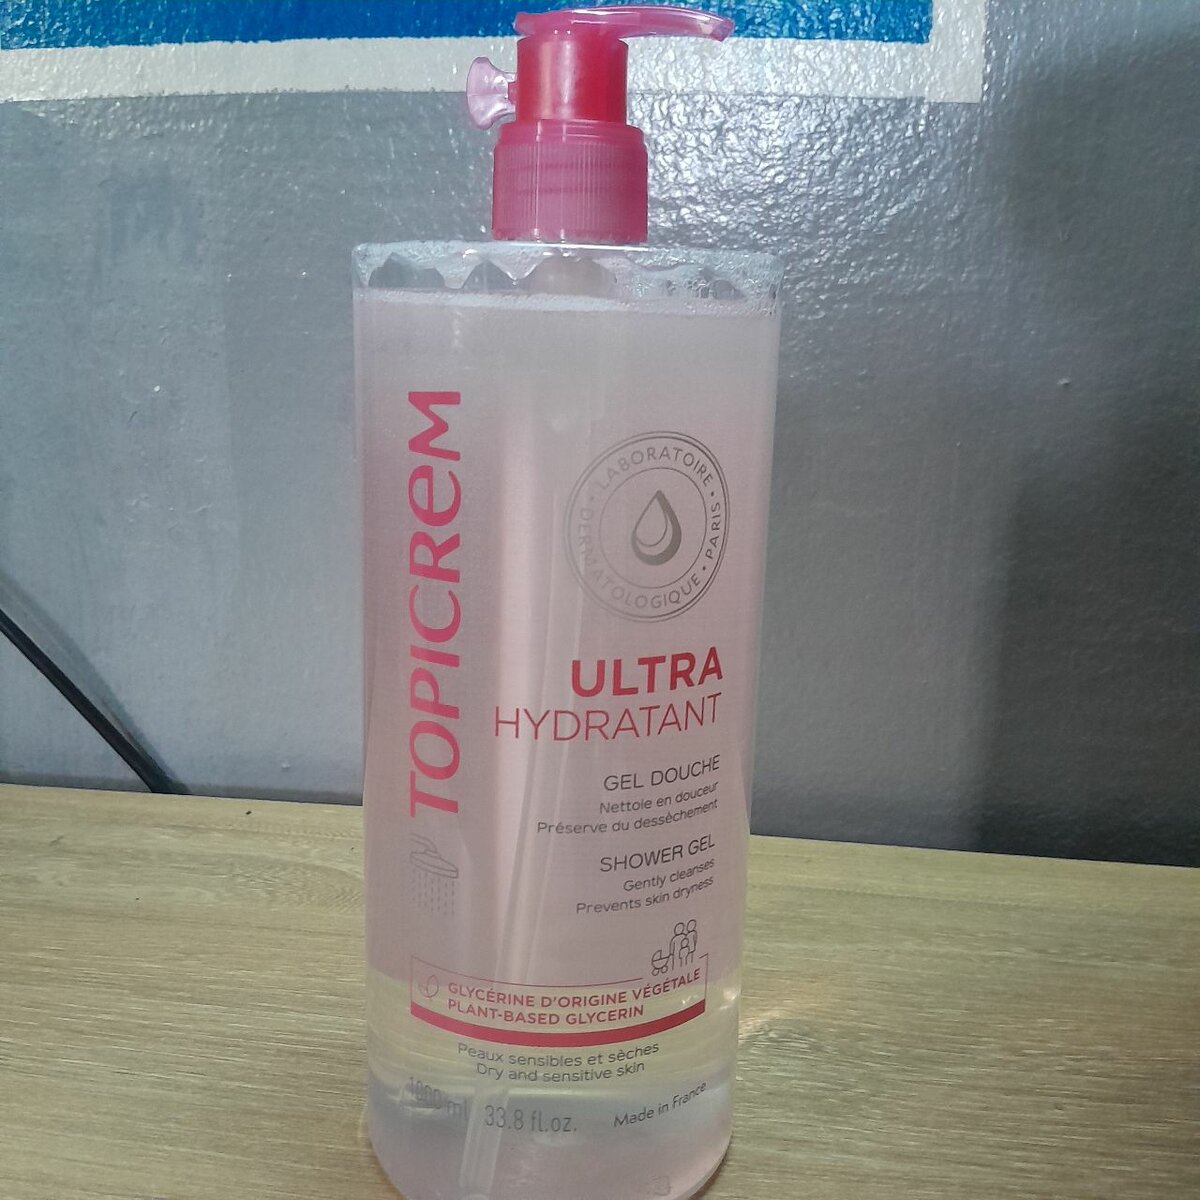 TOPICREM
LABORATOIRE • PARIS • DERMATOLOGIQUE •
ULTRA
HYDRATANT
GEL DOUCHE
Nettoie en douceur
Préserve du dessèchement
SHOWER GEL
Gently cleanses
Prevents skin dryness
GLYCÉRINE D'ORIGINE VÉGÉTALE
PLANT-BASED GLYCERIN
Peaux sensibles et sèches
Dry and sensitive skin
1000 ml 33.8 fl.oz. Made in France